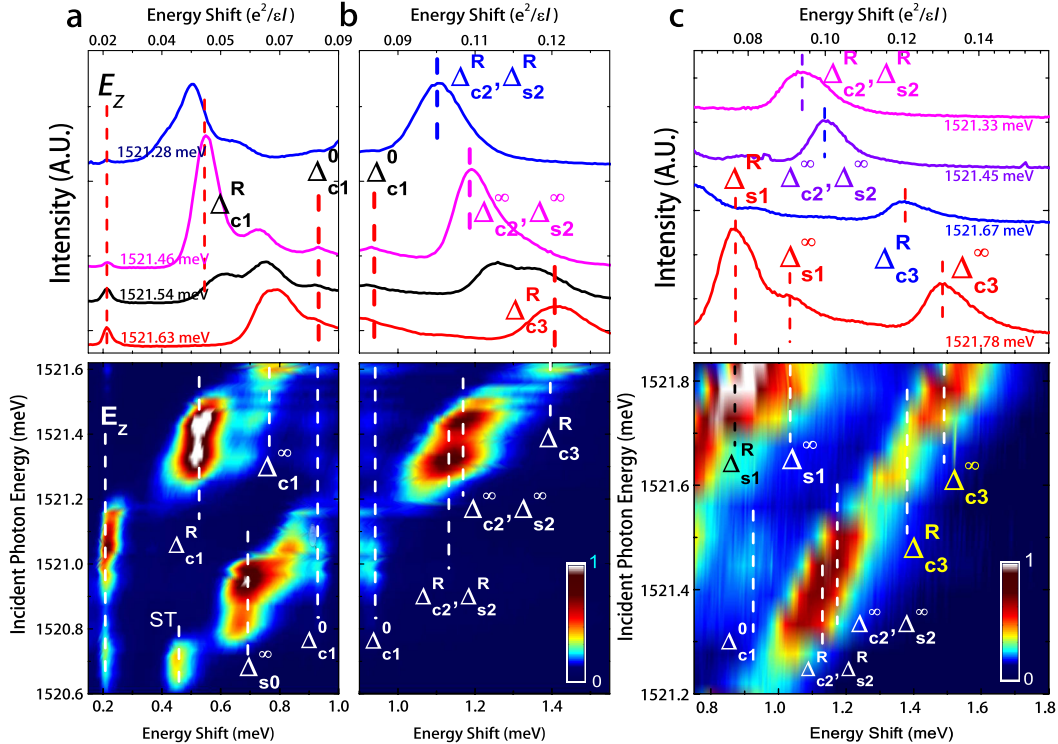 a
Energy Shift (e²/εl)
0.02 0.03 0.04 0.05 0.06 0.07 0.08 0.09
Intensity (A.U.)
E_Z
1521.28 meV
Δ^R_c1
Δ^0_c1
1521.46 meV
1521.54 meV
1521.63 meV
Incident Photon Energy (meV)
1521.6
1521.4
1521.2
1521.0
1520.8
1520.6
E_Z
Δ^∞_c1
Δ^R_c1
ST
Δ^∞_s0
Δ^0_c1
0.2 0.4 0.6 0.8 1.0
Energy Shift (meV)
b
Energy Shift (e²/εl)
0.09 0.10 0.11 0.12
Δ^R_c2, Δ^R_s2
Δ^0_c1
Δ^∞_c2, Δ^∞_s2
Δ^R_c3
Δ^R_c3
Δ^∞_c2, Δ^∞_s2
Δ^R_c2, Δ^R_s2
Δ^0_c1
1
0
1.0 1.2 1.4
Energy Shift (meV)
c
Energy Shift (e²/εl)
0.08 0.10 0.12 0.14
Intensity (A.U.)
Δ^R_c2, Δ^R_s2
1521.33 meV
Δ^R_s1
Δ^∞_c2, Δ^∞_s2
1521.45 meV
1521.67 meV
Δ^∞_s1
Δ^R_c3
Δ^∞_c3
1521.78 meV
Incident Photon Energy (meV)
1521.8
1521.6
1521.4
1521.2
Δ^R_s1
Δ^∞_s1
Δ^∞_c3
Δ^R_c3
Δ^0_c1
Δ^∞_c2, Δ^∞_s2
Δ^R_c2, Δ^R_s2
1
0
0.8 1.0 1.2 1.4 1.6 1.8
Energy Shift (meV)